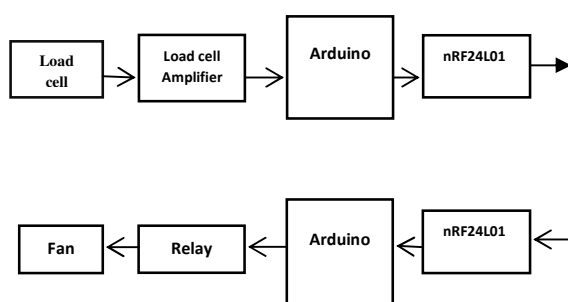 Load
cell
Load cell
Amplifier
Arduino
nRF24L01
Fan
Relay
Arduino
nRF24L01